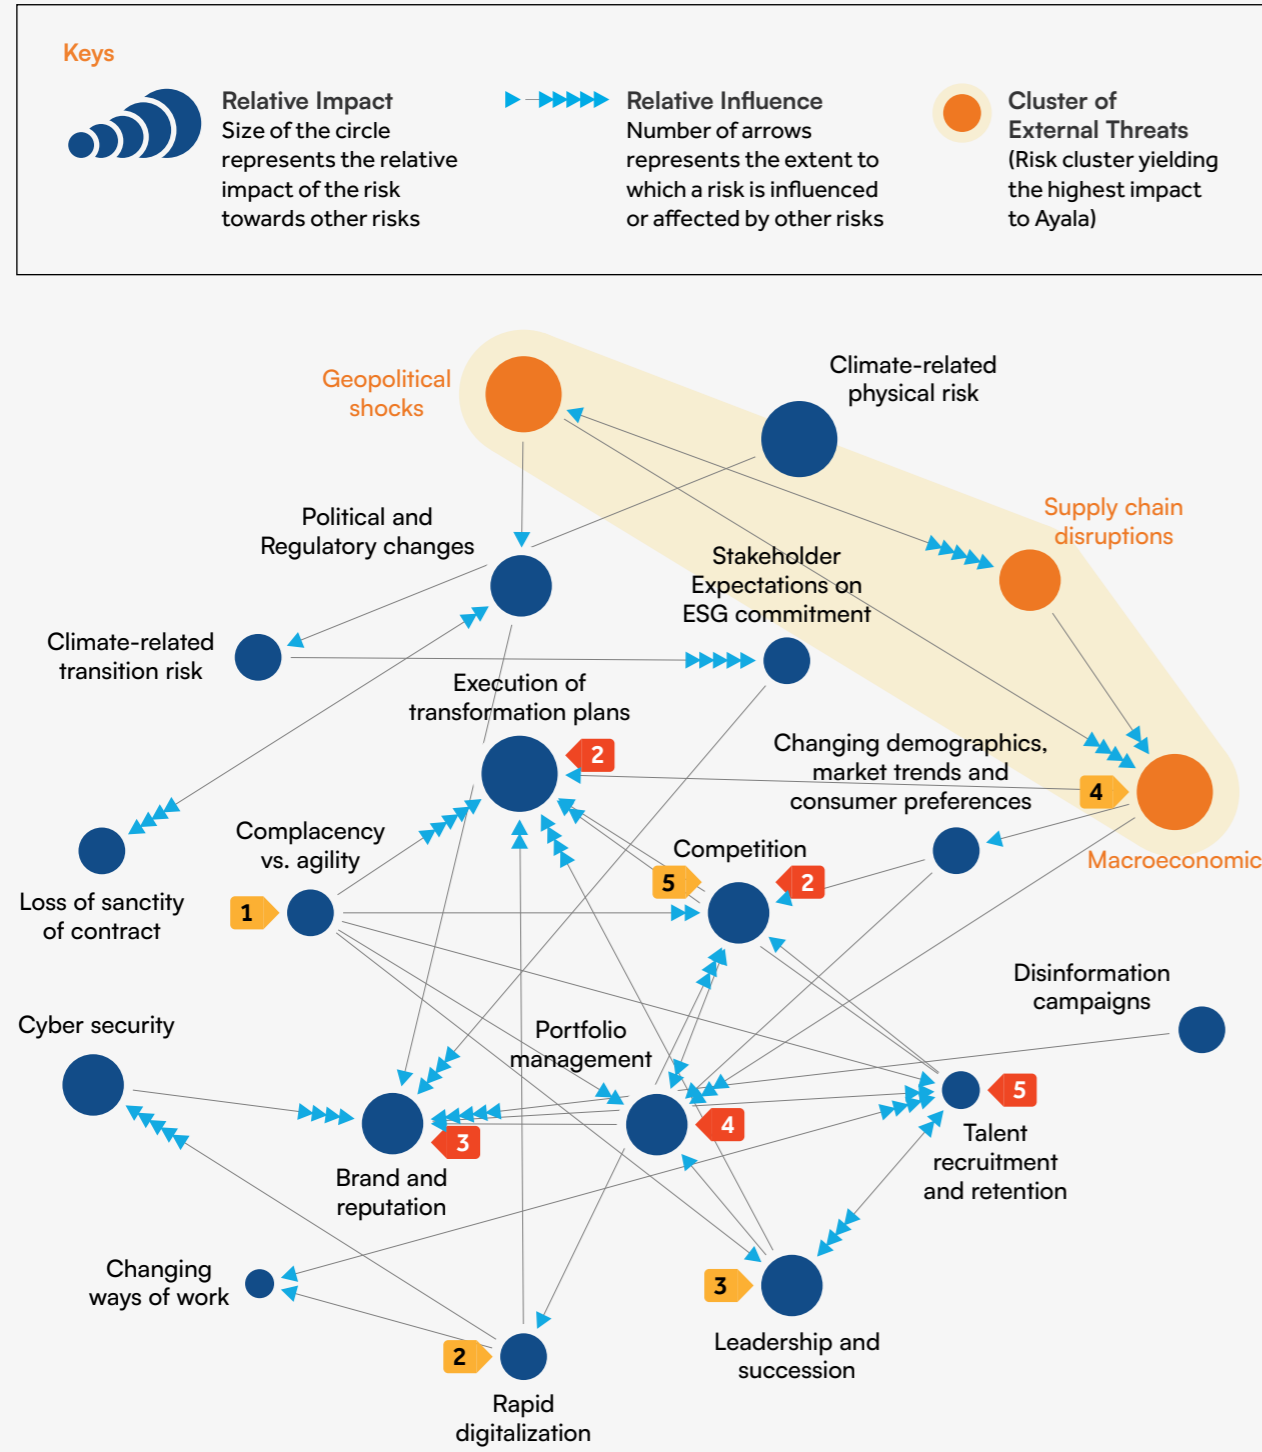 Keys
Relative Impact
Size of the circle
represents the relative
impact of the risk
towards other risks
Relative Influence
Number of arrows
represents the extent to
which a risk is influenced
or affected by other risks
Cluster of
External Threats
(Risk cluster yielding
the highest impact
to Ayala)
Geopolitical
shocks
Climate-related
physical risk
Supply chain
disruptions
Political and
Regulatory changes
Stakeholder
Expectations on
ESG commitment
Climate-related
transition risk
Execution of
transformation plans
2
Changing demographics,
market trends and
consumer preferences
4
Macroeconomic
Complacency
vs. agility
1
Competition
5
2
Loss of sanctity
of contract
Disinformation
campaigns
Cyber security
Portfolio
management
4
5
Talent
recruitment
and retention
3
Brand and
reputation
Changing
ways of work
3
Leadership and
succession
2
Rapid
digitalization